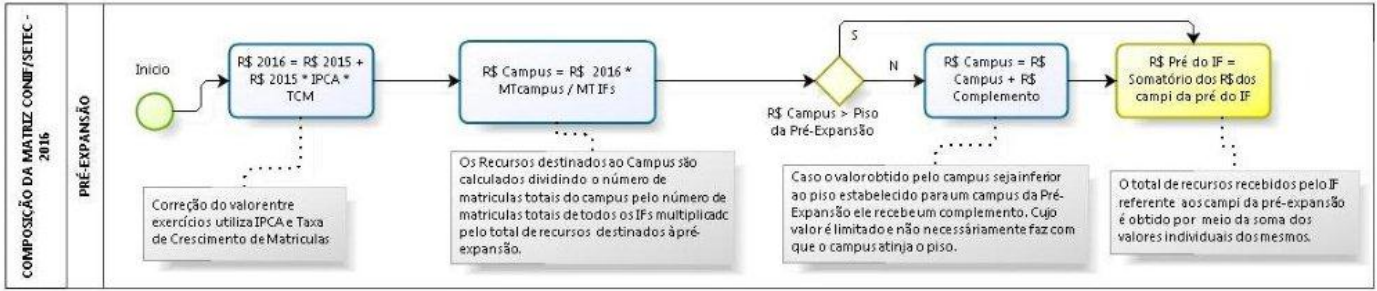 COMPOSIÇÃO DA MATRIZ CONIF/SETEC -
2016
PRÉ-EXPANSÃO
Inicio
R$ 2016 = R$ 2015 +
R$ 2015 * IPCA *
TCM
R$ Campus = R$ 2016 *
MTcampus / MT IFs
S
N
R$ Campus > Piso
da Pré-Expansão
R$ Campus = R$
Campus + R$
Complemento
R$ Pré do IF =
Somatório dos R$ dos
campi da pré do IF
Correção do valor entre
exercícios utiliza IPCA e Taxa
de Crescimento de Matriculas
Os Recursos destinados ao Campus são
calculados dividindo o número de
matriculas totais do campus pelo número de
matriculas totais de todos os IFs multiplicadc
pelo total de recursos destinados à pré-
expansão.
Caso o valor obtido pelo campus seja inferior
ao piso estabelecido para um campus da Pré-
Expansão ele recebe um complemento. Cujo
valor é limitado e não necessáriamente faz com
que o campus atinja o piso.
O total de recursos recebidos pelo IF
referente aos campi da pré-expansão
é obtido por meio da soma dos
valores individuais dos mesmos.